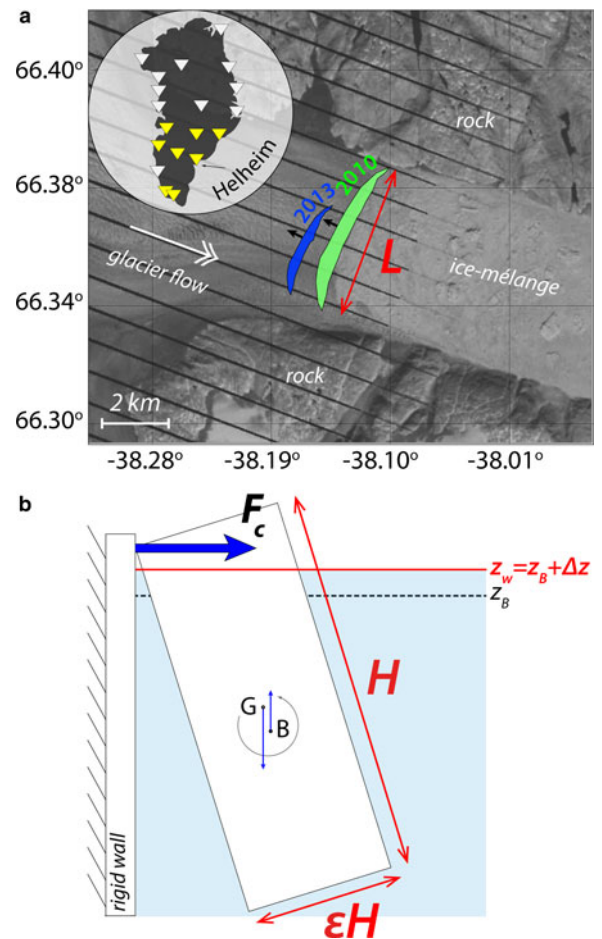 a
66.40°
66.38°
66.34°
66.30°
Helheim
rock
2013
2010
L
glacier flow
ice-mélange
rock
2 km
-38.28° -38.19° -38.10° -38.01°
b
F_c
z_w=z_B+Δz
z_B
H
G
B
rigid wall
εH